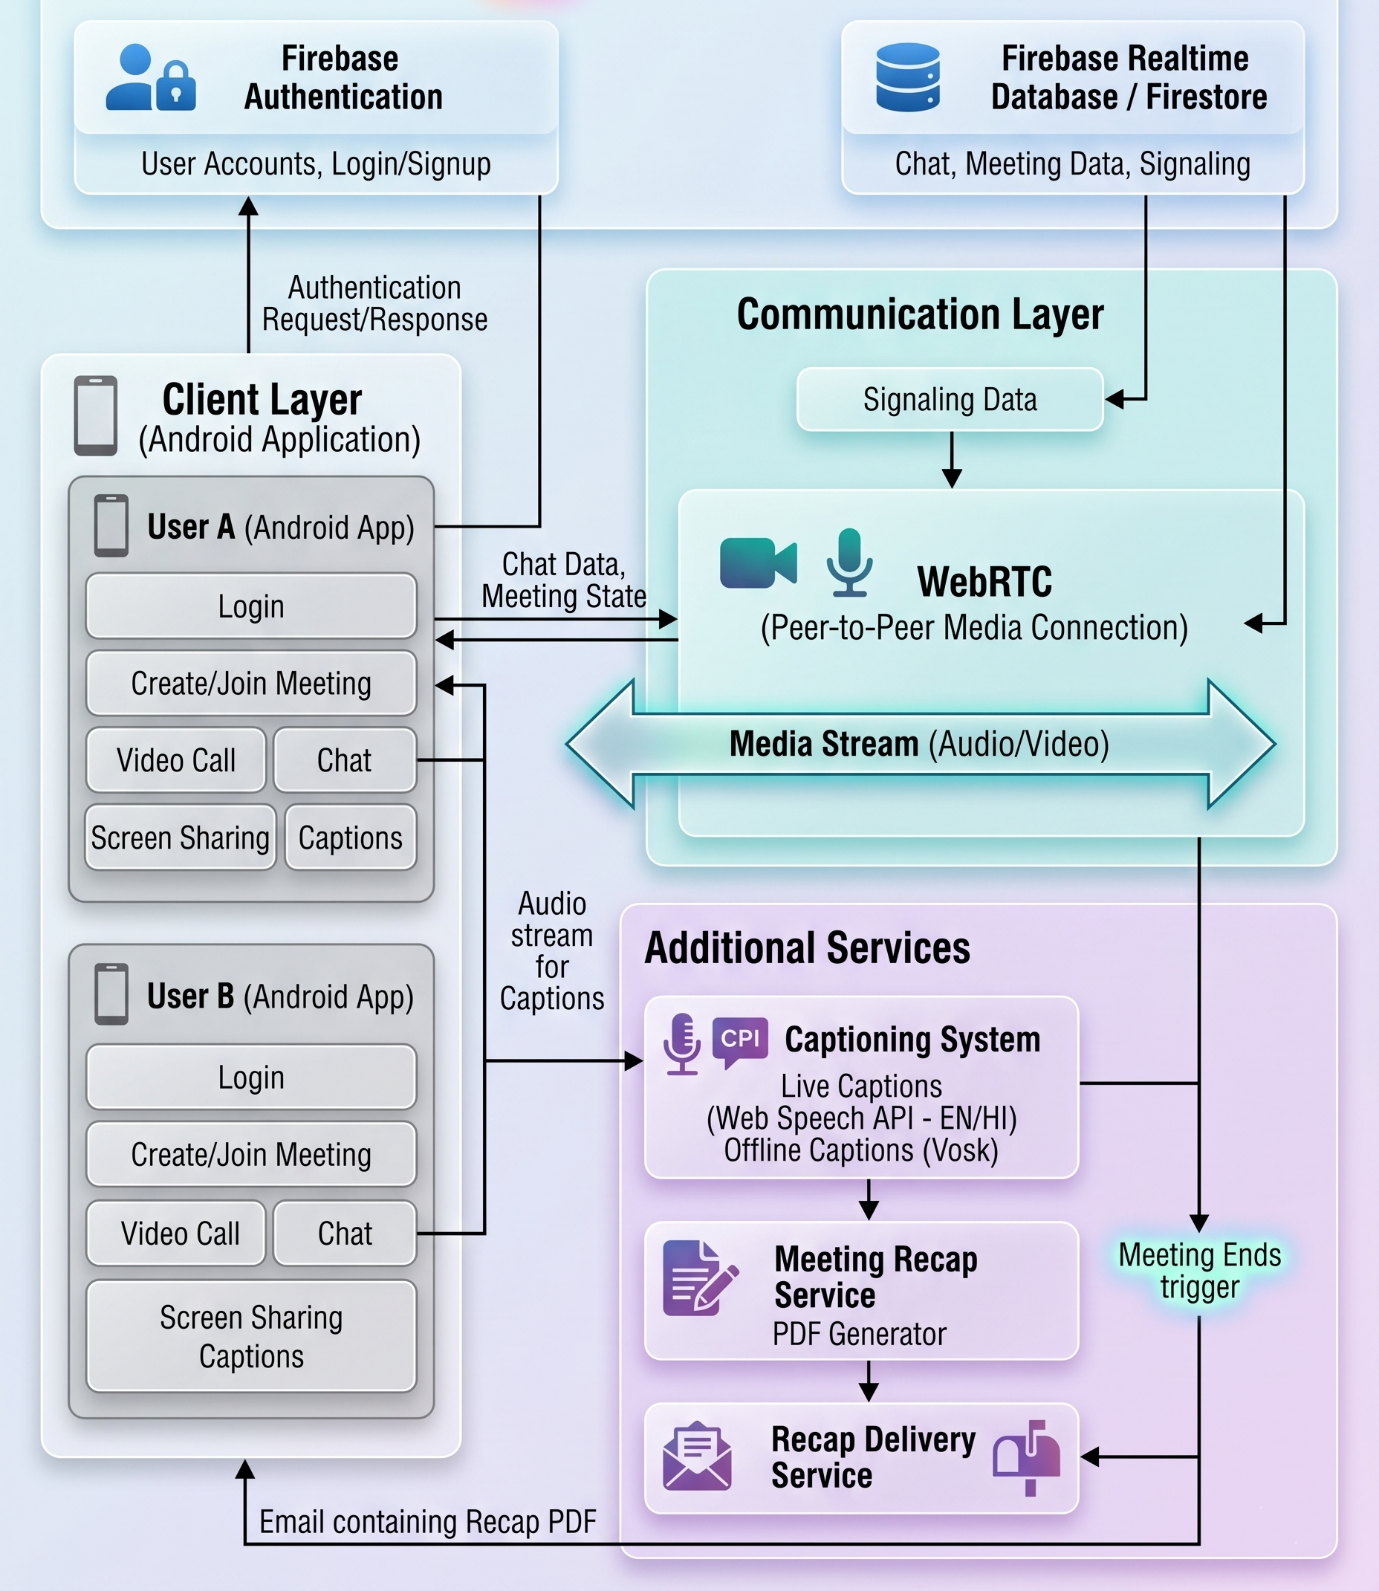 Firebase
Authentication
User Accounts, Login/Signup
Firebase Realtime
Database / Firestore
Chat, Meeting Data, Signaling
Authentication
Request/Response
Client Layer
(Android Application)
User A (Android App)
Login
Create/Join Meeting
Video Call
Chat
Screen Sharing
Captions
User B (Android App)
Login
Create/Join Meeting
Video Call
Chat
Screen Sharing
Captions
Chat Data,
Meeting State
Audio
stream
for
Captions
Communication Layer
Signaling Data
WebRTC
(Peer-to-Peer Media Connection)
Media Stream (Audio/Video)
Additional Services
CPI
Captioning System
Live Captions
(Web Speech API - EN/HI)
Offline Captions (Vosk)
Meeting Recap
Service
PDF Generator
Meeting Ends
trigger
Recap Delivery
Service
Email containing Recap PDF